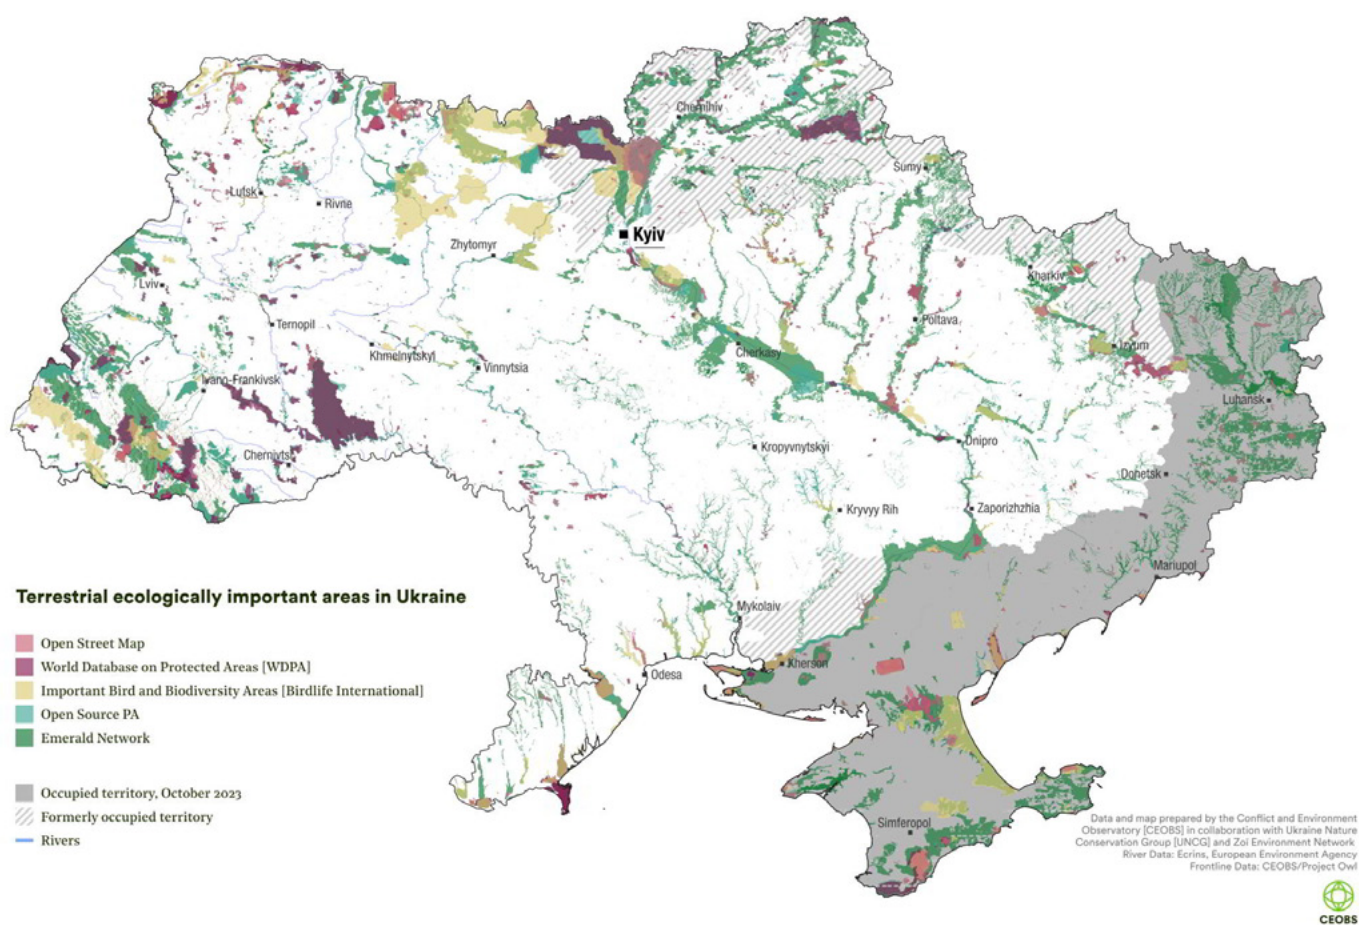 Chernihiv
Sumy
Lutsk
Rivne
Kyiv
Zhytomyr
Kharkiv
Lviv
Ternopil
Poltava
Khmelnytskyi
Cherkasy
Izyum
Vinnytsia
Ivano-Frankivsk
Luhansk
Dnipro
Kropyvnytskyi
Chernivtsi
Donetsk
Kryvyy Rih
Zaporizhzhia
Mariupol
Mykolaiv
Kherson
Odesa
Simferopol
Terrestrial ecologically important areas in Ukraine
Open Street Map
World Database on Protected Areas [WDPA]
Important Bird and Biodiversity Areas [Birdlife International]
Open Source PA
Emerald Network
Occupied territory, October 2023
Formerly occupied territory
Rivers
Data and map prepared by the Conflict and Environment
Observatory [CEOBS] in collaboration with Ukraine Nature
Conservation Group [UNCG] and Zoï Environment Network
River Data: Ecrins, European Environment Agency
Frontline Data: CEOBS/Project Owl
CEOBS